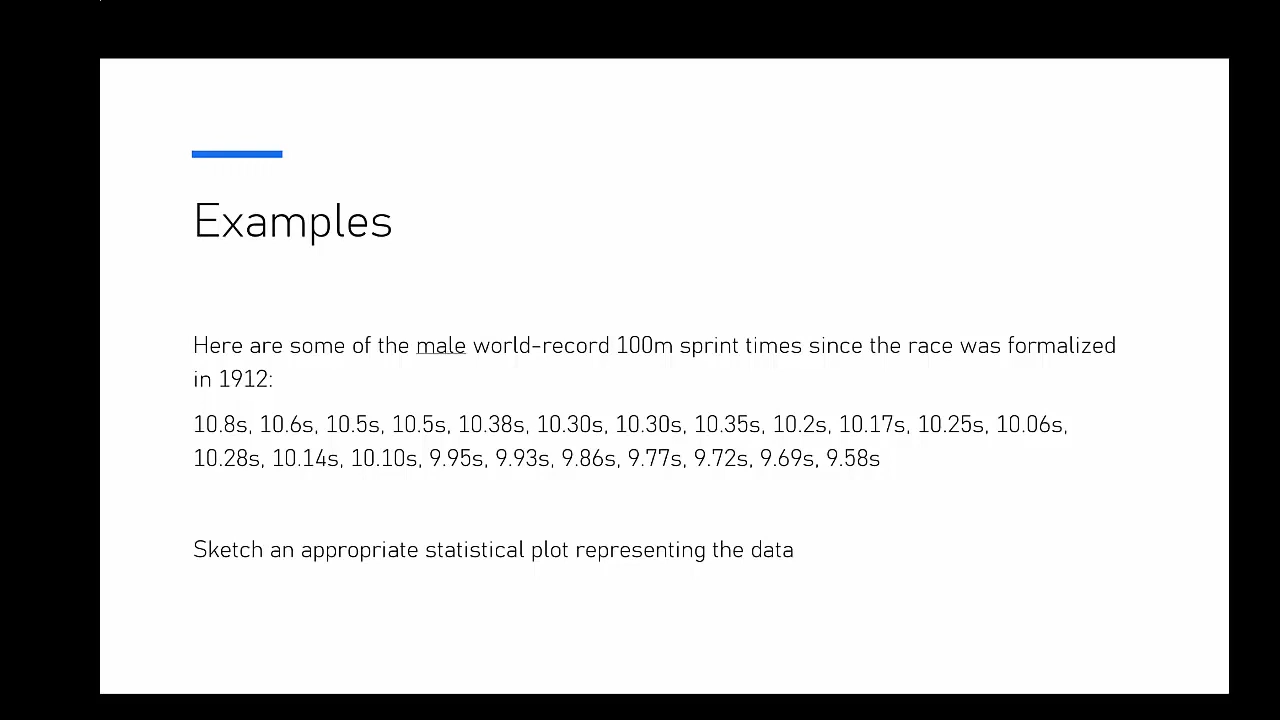 Examples
Here are some of the male world-record 100m sprint times since the race was formalized
in 1912:
10.8s, 10.6s, 10.5s, 10.5s, 10.38s, 10.30s, 10.30s, 10.35s, 10.2s, 10.17s, 10.25s, 10.06s,
10.28s, 10.14s, 10.10s, 9.95s, 9.93s, 9.86s, 9.77s, 9.72s, 9.69s, 9.58s
Sketch an appropriate statistical plot representing the data